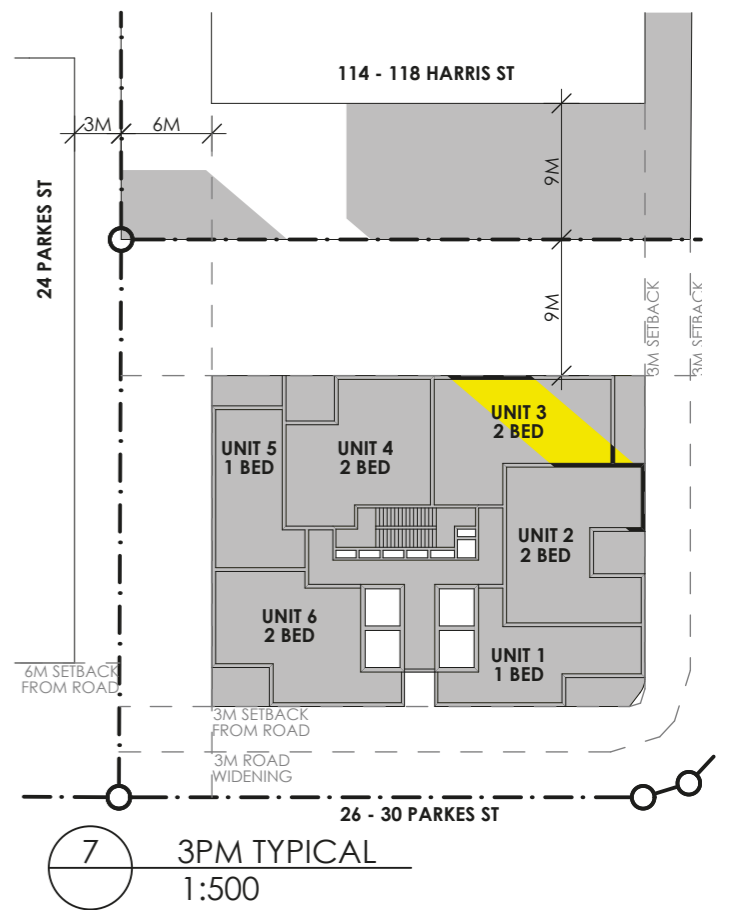 114 - 118 HARRIS ST
3M
6M
9M
24 PARKES ST
9M
3M SETBACK
3M SETBACK
UNIT 3
2 BED
UNIT 5
1 BED
UNIT 4
2 BED
UNIT 2
2 BED
UNIT 6
2 BED
UNIT 1
1 BED
6M SETBACK
FROM ROAD
3M SETBACK
FROM ROAD
3M ROAD
WIDENING
26 - 30 PARKES ST
7
3PM TYPICAL
1:500